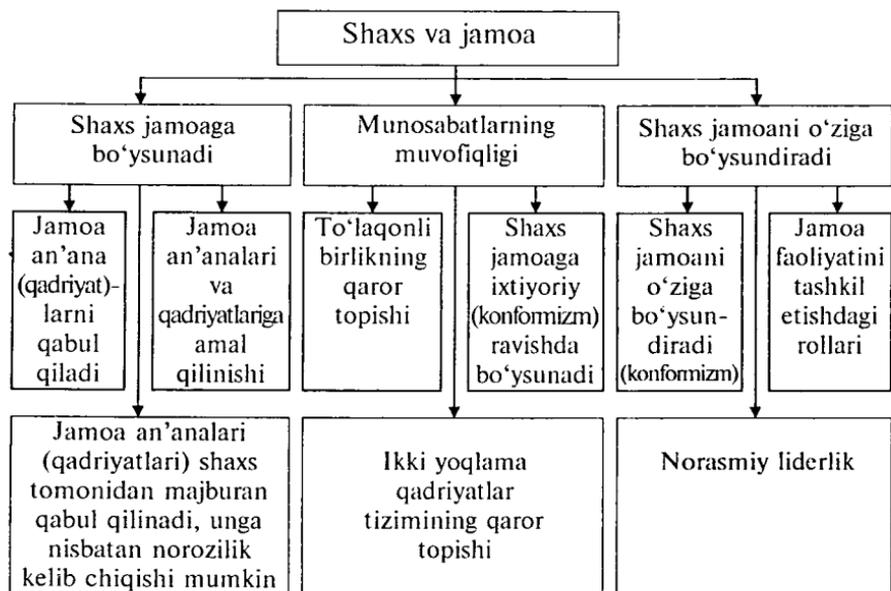 Shaxs va jamoa
Shaxs jamoaga
bo‘ysunadi
Munosabatlarning
muvofiqligi
Shaxs jamoani o‘ziga
bo‘ysundiradi
Jamoa
an’ana
(qadriyat)-
larni
qabul
qiladi
Jamoa
an’analari
va
qadriyatlariga
amal
qilinishi
To‘laqonli
birlikning
qaror
topishi
Shaxs
jamoaga
ixtiyoriy
(konformizm)
ravishda
bo‘ysunadi
Shaxs
jamoani
o‘ziga
bo‘ysun-
diradi
(konformizm)
Jamoa
faoliyatini
tashkil
etishdagi
rollari
Jamoa an’analari
(qadriyatlari) shaxs
tomonidan majburan
qabul qilinadi, unga
nisbatan norozilik
kelib chiqishi mumkin
Ikki yoqlama
qadriyatlar
tizimining qaror
topishi
Norasmiy liderlik